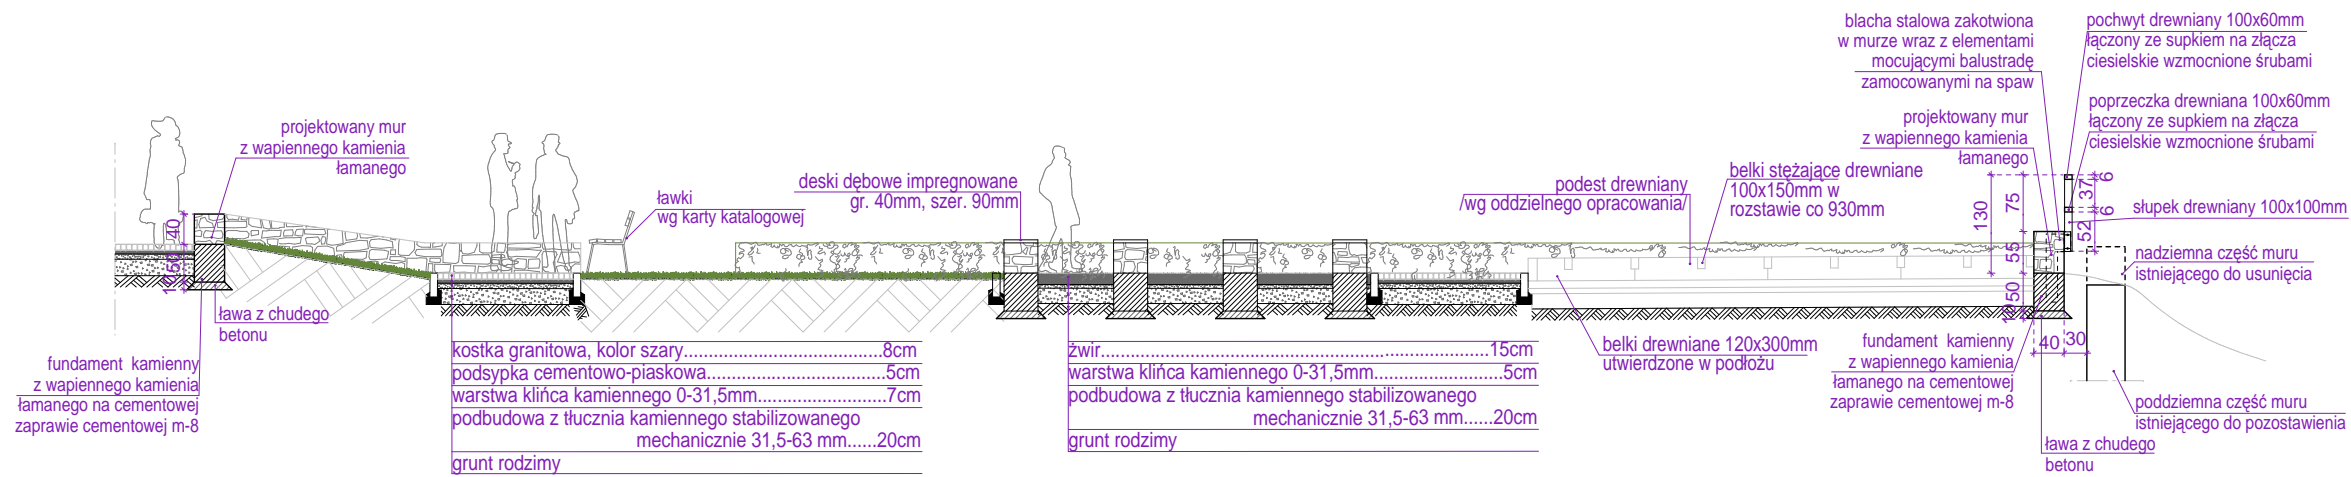 projektowany mur
z wapiennego kamienia
łamanego
40
50
10
ława z chudego
betonu
fundament kamienny
z wapiennego kamienia
łamanego na cementowej
zaprawie cementowej m-8
ławki
wg karty katalogowej
deski dębowe impregnowane
gr. 40mm, szer. 90mm
kostka granitowa, kolor szary..........................................8cm
podsypka cementowo-piaskowa.................................5cm
warstwa klińca kamiennego 0-31,5mm........................7cm
podbudowa z tłucznia kamiennego stabilizowanego
mechanicznie 31,5-63 mm......20cm
grunt rodzimy
żwir.........................................................................15cm
warstwa klińca kamiennego 0-31,5mm........................5cm
podbudowa z tłucznia kamiennego stabilizowanego
mechanicznie 31,5-63 mm......20cm
grunt rodzimy
podest drewniany
/wg oddzielnego opracowania/
belki stężające drewniane
100x150mm w
rozstawie co 930mm
belki drewniane 120x300mm
utwierdzone w podłożu
blacha stalowa zakotwiona
w murze wraz z elementami
mocującymi balustradę
zamocowanymi na spaw
projektowany mur
z wapiennego kamienia
łamanego
pochwyt drewniany 100x60mm
łączony ze supkiem na złącza
ciesielskie wzmocnione śrubami
poprzeczka drewniana 100x60mm
łączony ze supkiem na złącza
ciesielskie wzmocnione śrubami
130
75
55
50
10
6
37
6
52
słupek drewniany 100x100mm
nadziemna część muru
istniejącego do usunięcia
40
30
fundament kamienny
z wapiennego kamienia
łamanego na cementowej
zaprawie cementowej m-8
poddziemna część muru
istniejącego do pozostawienia
ława z chudego
betonu